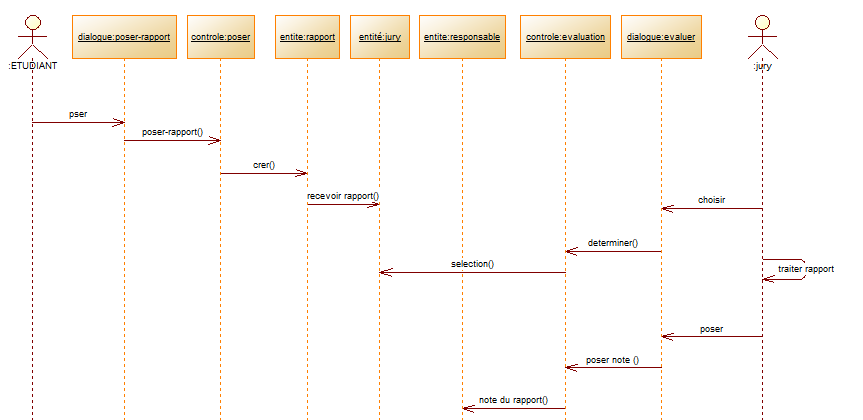 dialogue:poser-rapport
controle:poser
entite:rapport
entité:jury
entite:responsable
controle:evaluation
dialogue:evaluer
:ETUDIANT
:jury
pser
poser-rapport()
crer()
recevoir rapport()
choisir
determiner()
selection()
traiter rapport
poser
poser note ()
note du rapport()